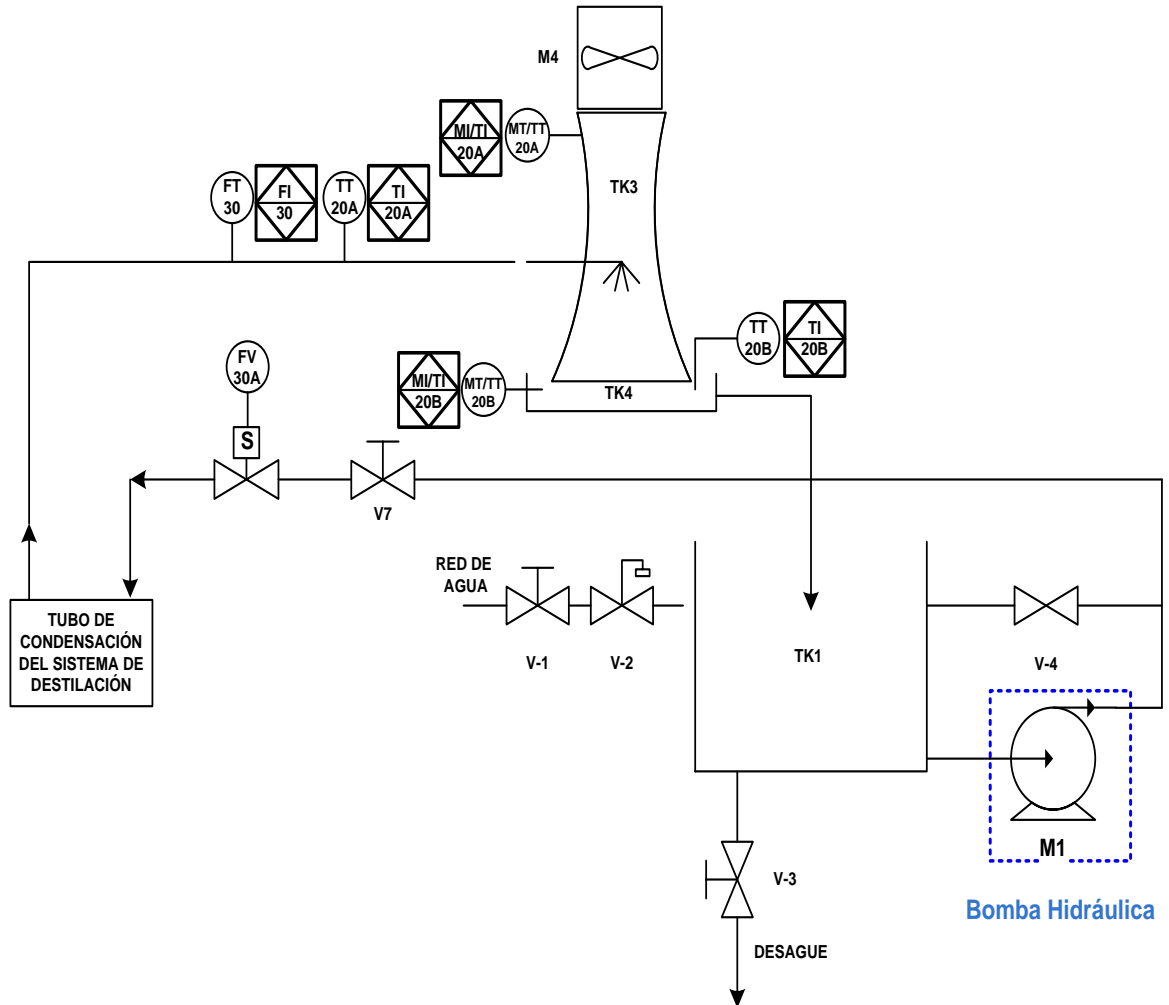 M4
MI/TI
20A
MT/TT
20A
TK3
FT
30
FI
30
TT
20A
TI
20A
TT
20B
TI
20B
FV
30A
MI/TI
20B
MT/TT
20B
TK4
S
V7
RED DE
AGUA
TUBO DE
CONDENSACIÓN
DEL SISTEMA DE
DESTILACIÓN
V-1
V-2
TK1
V-4
M1
V-3
Bomba Hidráulica
DESAGUE